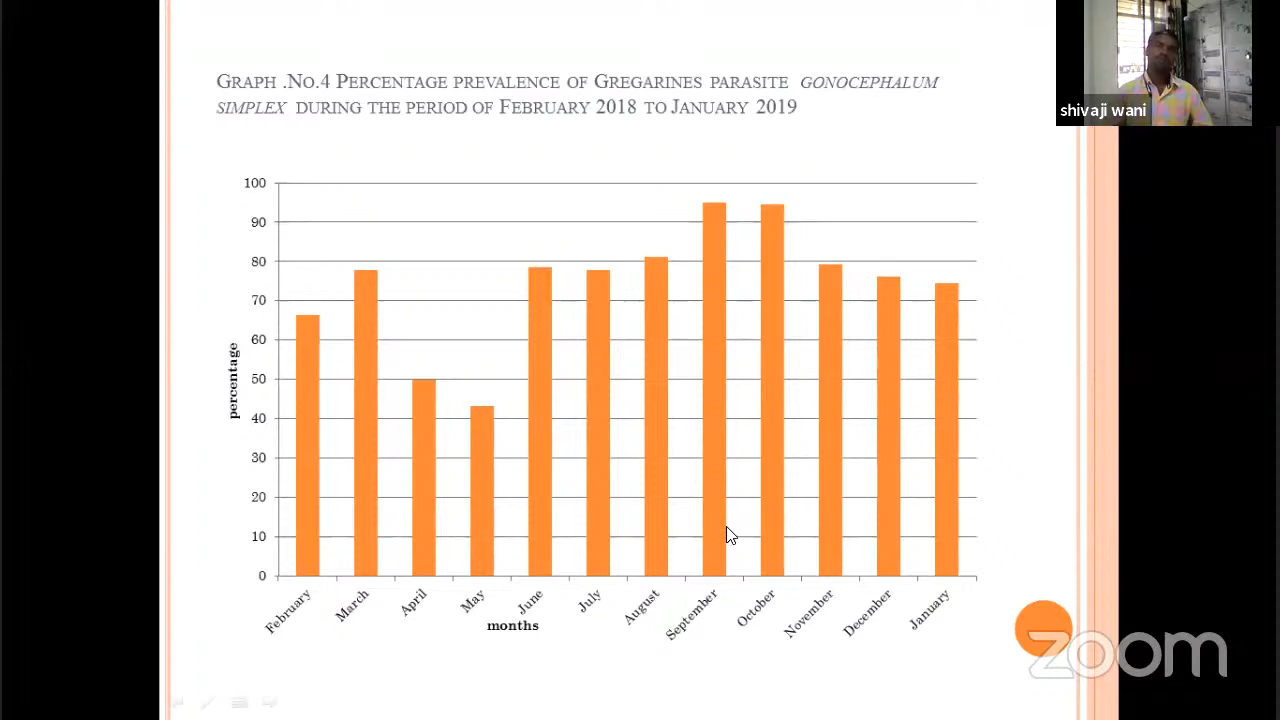 GRAPH .NO.4 PERCENTAGE PREVALENCE OF GREGARINES PARASITE GONOCEPHALUM
SIMPLEX DURING THE PERIOD OF FEBRUARY 2018 TO JANUARY 2019
shivaji wani
100
90
80
70
60
50
40
30
20
10
0
percentage
February
March
April
May
June
July
August
September
October
November
December
January
months
zoom